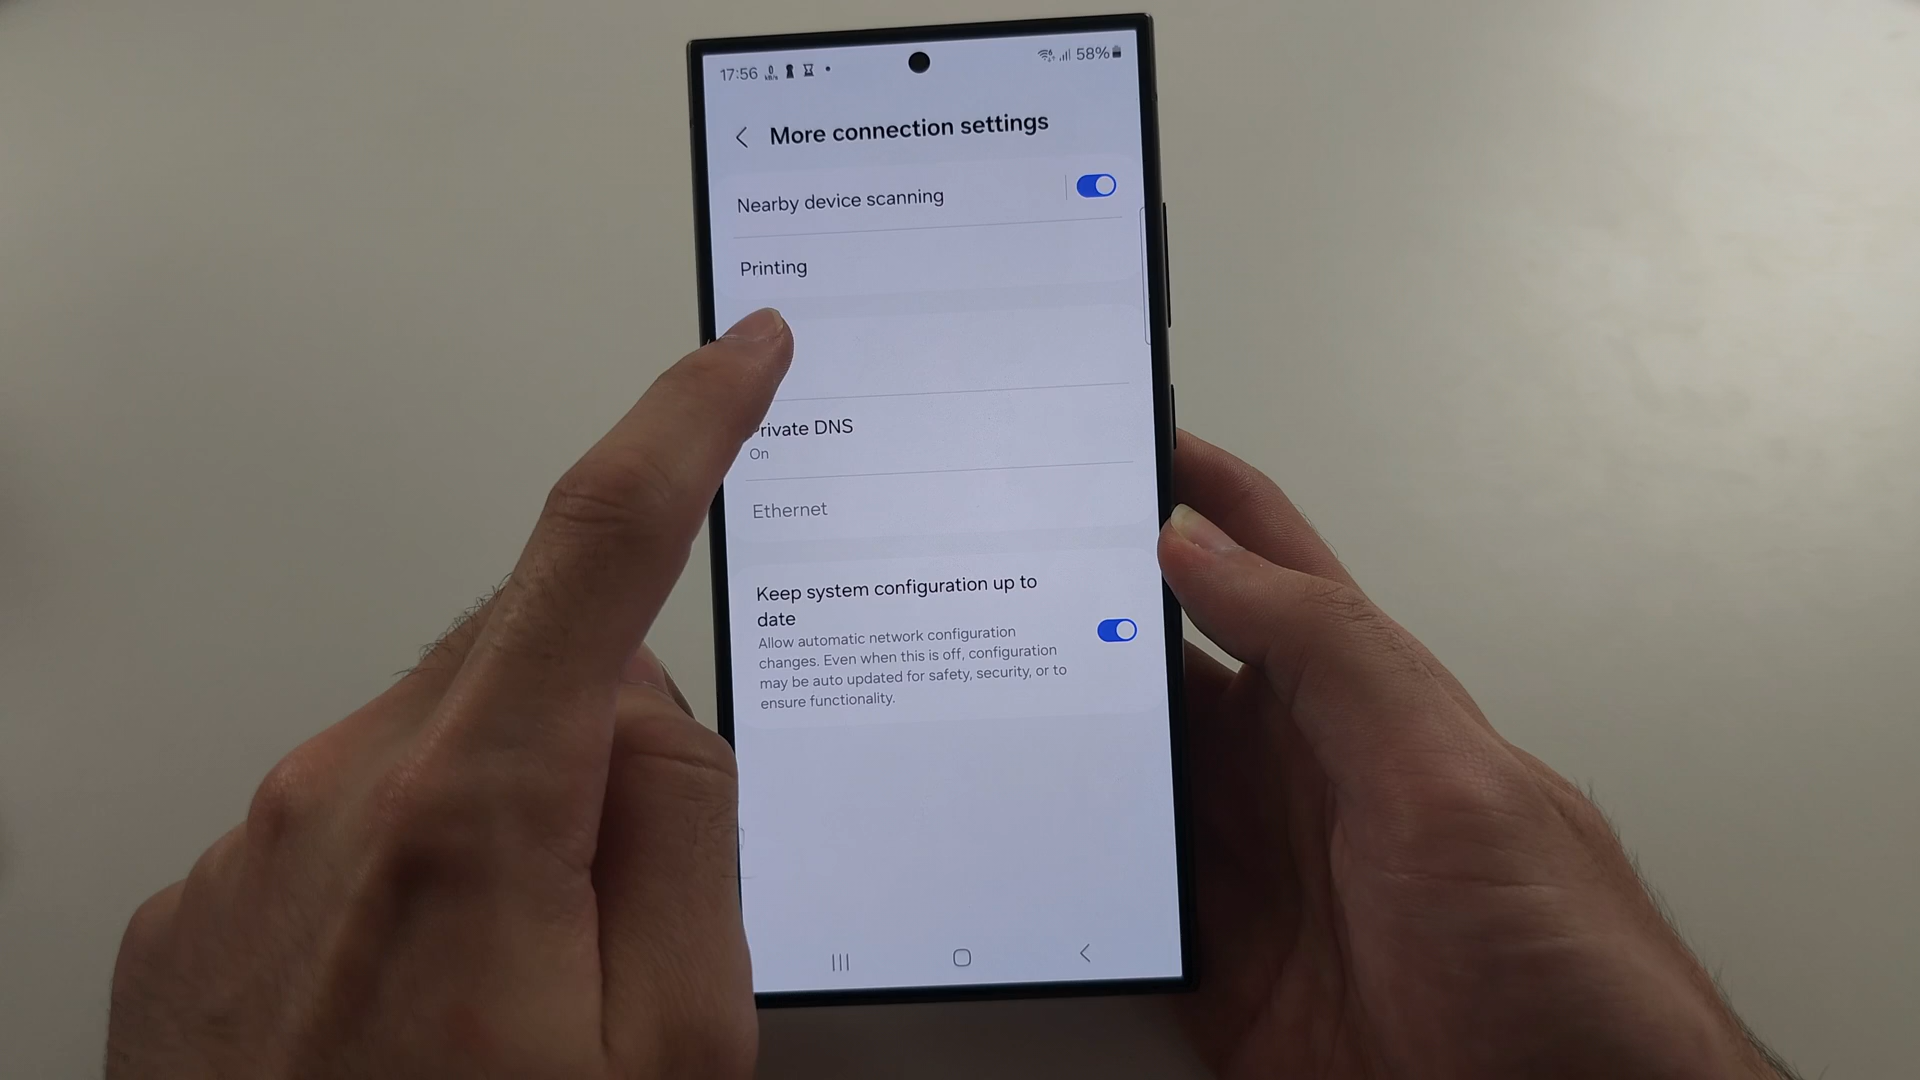 17:56
58%
More connection settings
Nearby device scanning
Printing
Private DNS
On
Ethernet
Keep system configuration up to
date
Allow automatic network configuration
changes. Even when this is off, configuration
may be auto updated for safety, security, or to
ensure functionality.